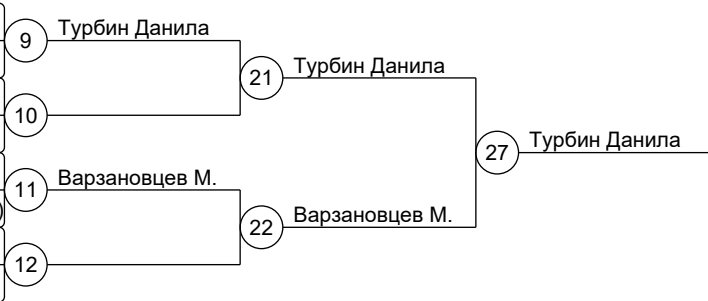 9 Турбин Данила
21 Турбин Данила
10
27 Турбин Данила
11 Варзановцев М.
22 Варзановцев М.
12